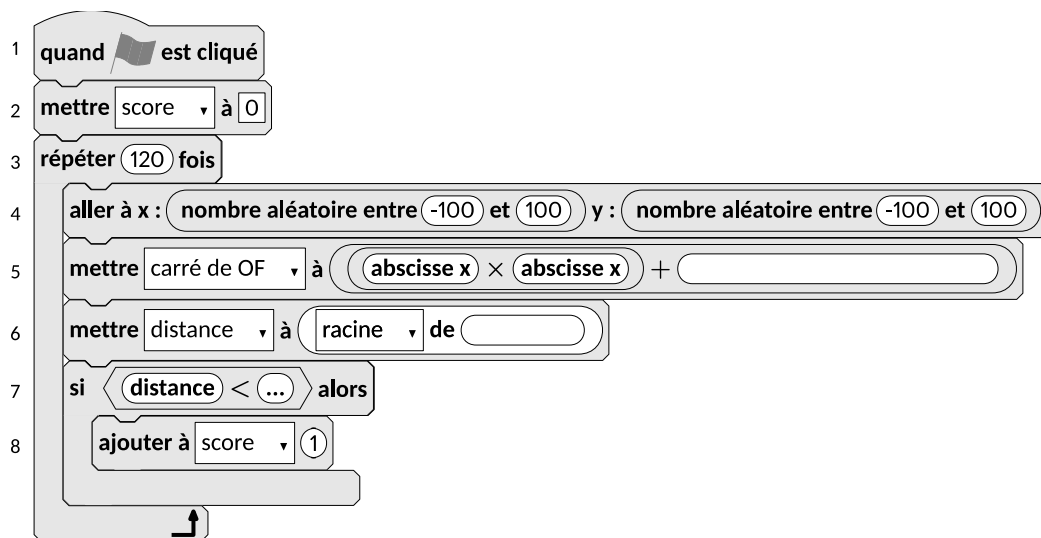 1 quand est cliqué
2 mettre score à 0
3 répéter 120 fois
4 aller à x : nombre aléatoire entre -100 et 100 y : nombre aléatoire entre -100 et 100
5 mettre carré de OF à abscisse x × abscisse x +
6 mettre distance à racine de
7 si distance < ... alors
8 ajouter à score 1